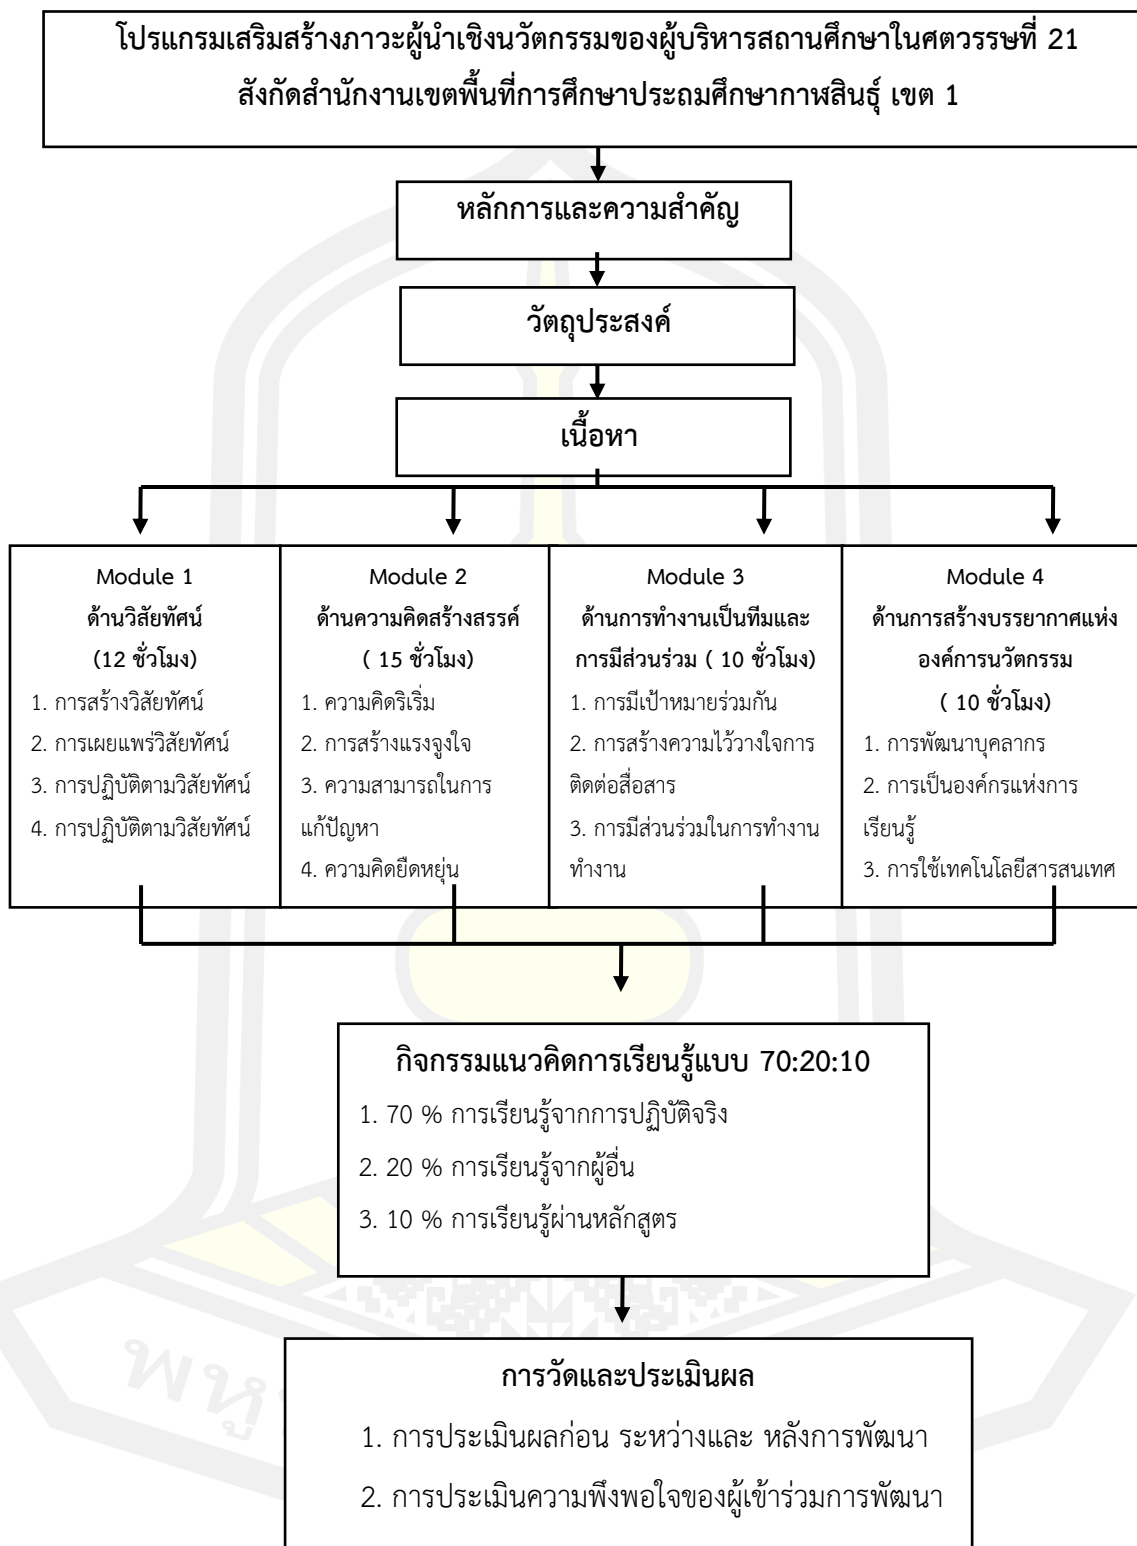 โปรแกรมเสริมสร้างภาวะผู้นำเชิงนวัตกรรมของผู้บริหารสถานศึกษาในศตวรรษที่ 21
สังกัดสำนักงานเขตพื้นที่การศึกษาประถมศึกษากาฬสินธุ์ เขต 1
หลักการและความสำคัญ
วัตถุประสงค์
เนื้อหา
Module 1
ด้านวิสัยทัศน์
(12 ชั่วโมง)
1. การสร้างวิสัยทัศน์
2. การเผยแพร่วิสัยทัศน์
3. การปฏิบัติตามวิสัยทัศน์
4. การปฏิบัติตามวิสัยทัศน์
Module 2
ด้านความคิดสร้างสรรค์
( 15 ชั่วโมง)
1. ความคิดริเริ่ม
2. การสร้างแรงจูงใจ
3. ความสามารถในการ
แก้ปัญหา
4. ความคิดยืดหยุ่น
Module 3
ด้านการทำงานเป็นทีมและ
การมีส่วนร่วม ( 10 ชั่วโมง)
1. การมีเป้าหมายร่วมกัน
2. การสร้างความไว้วางใจการ
ติดต่อสื่อสาร
3. การมีส่วนร่วมในการทำงาน
ทำงาน
Module 4
ด้านการสร้างบรรยากาศแห่ง
องค์การนวัตกรรม
( 10 ชั่วโมง)
1. การพัฒนาบุคลากร
2. การเป็นองค์กรแห่งการ
เรียนรู้
3. การใช้เทคโนโลยีสารสนเทศ
กิจกรรมแนวคิดการเรียนรู้แบบ 70:20:10
1. 70 % การเรียนรู้จากการปฏิบัติจริง
2. 20 % การเรียนรู้จากผู้อื่น
3. 10 % การเรียนรู้ผ่านหลักสูตร
การวัดและประเมินผล
1. การประเมินผลก่อน ระหว่างและ หลังการพัฒนา
2. การประเมินความพึงพอใจของผู้เข้าร่วมการพัฒนา